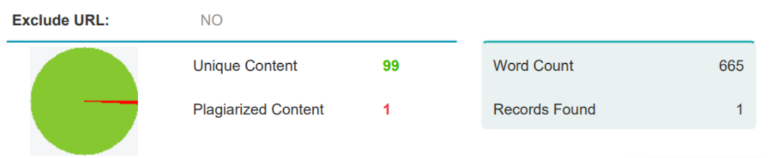 Exclude URL: NO
Unique Content 99
Plagiarized Content 1
Word Count 665
Records Found 1